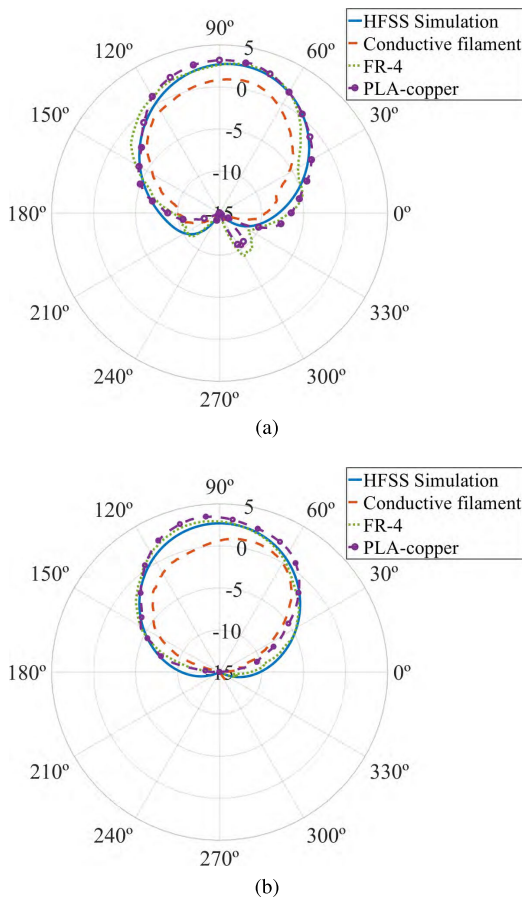 90º
120º
5
60º
HFSS Simulation
Conductive filament
FR-4
PLA-copper
0
150º
30º
-5
-10
180º
-15
0º
210º
330º
240º
300º
270º
(a)
90º
120º
5
60º
HFSS Simulation
Conductive filament
FR-4
PLA-copper
0
150º
30º
-5
-10
180º
-15
0º
210º
330º
240º
300º
270º
(b)